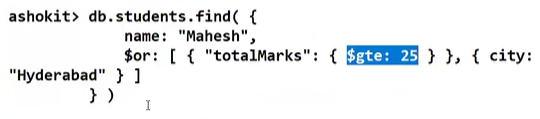 ashokit> db.students.find( {
name: "Mahesh",
$or: [ { "totalMarks": { $gte: 25 } }, { city:
"Hyderabad" } ]
} )